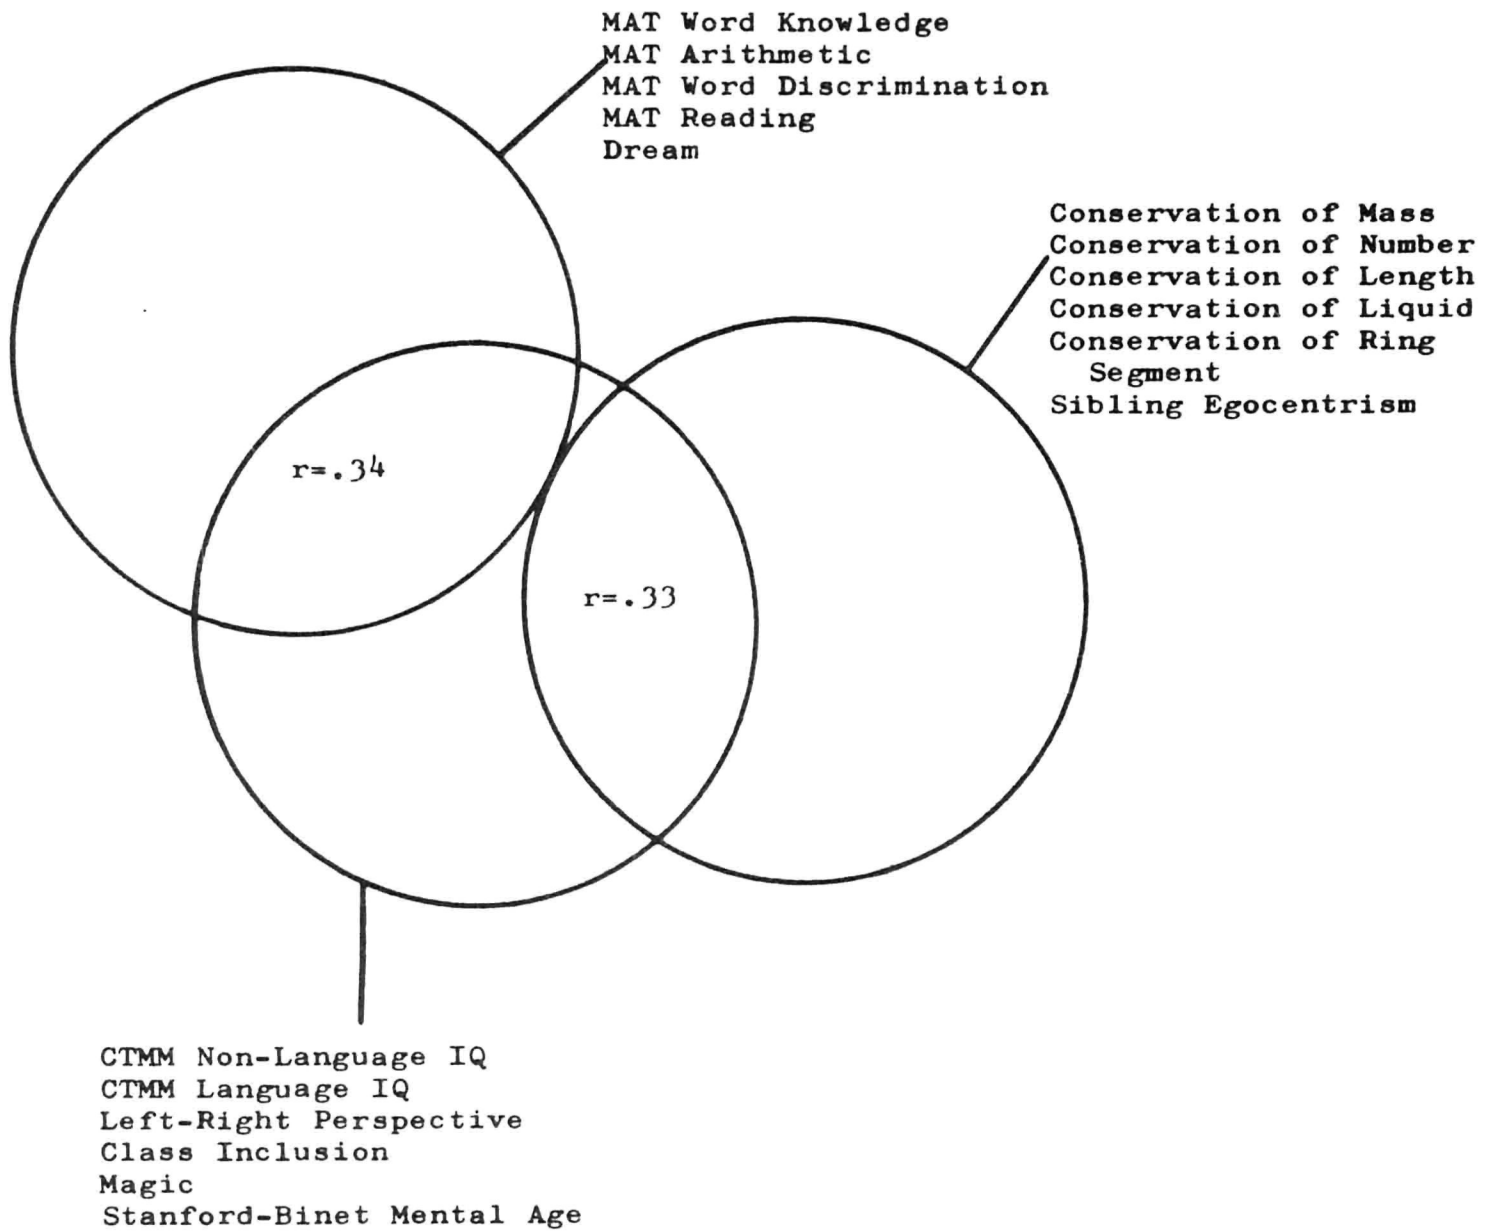 MAT Word Knowledge
MAT Arithmetic
MAT Word Discrimination
MAT Reading
Dream
Conservation of Mass
Conservation of Number
Conservation of Length
Conservation of Liquid
Conservation of Ring
Segment
Sibling Egocentrism
r=.34
r=.33
CTMM Non-Language IQ
CTMM Language IQ
Left-Right Perspective
Class Inclusion
Magic
Stanford-Binet Mental Age